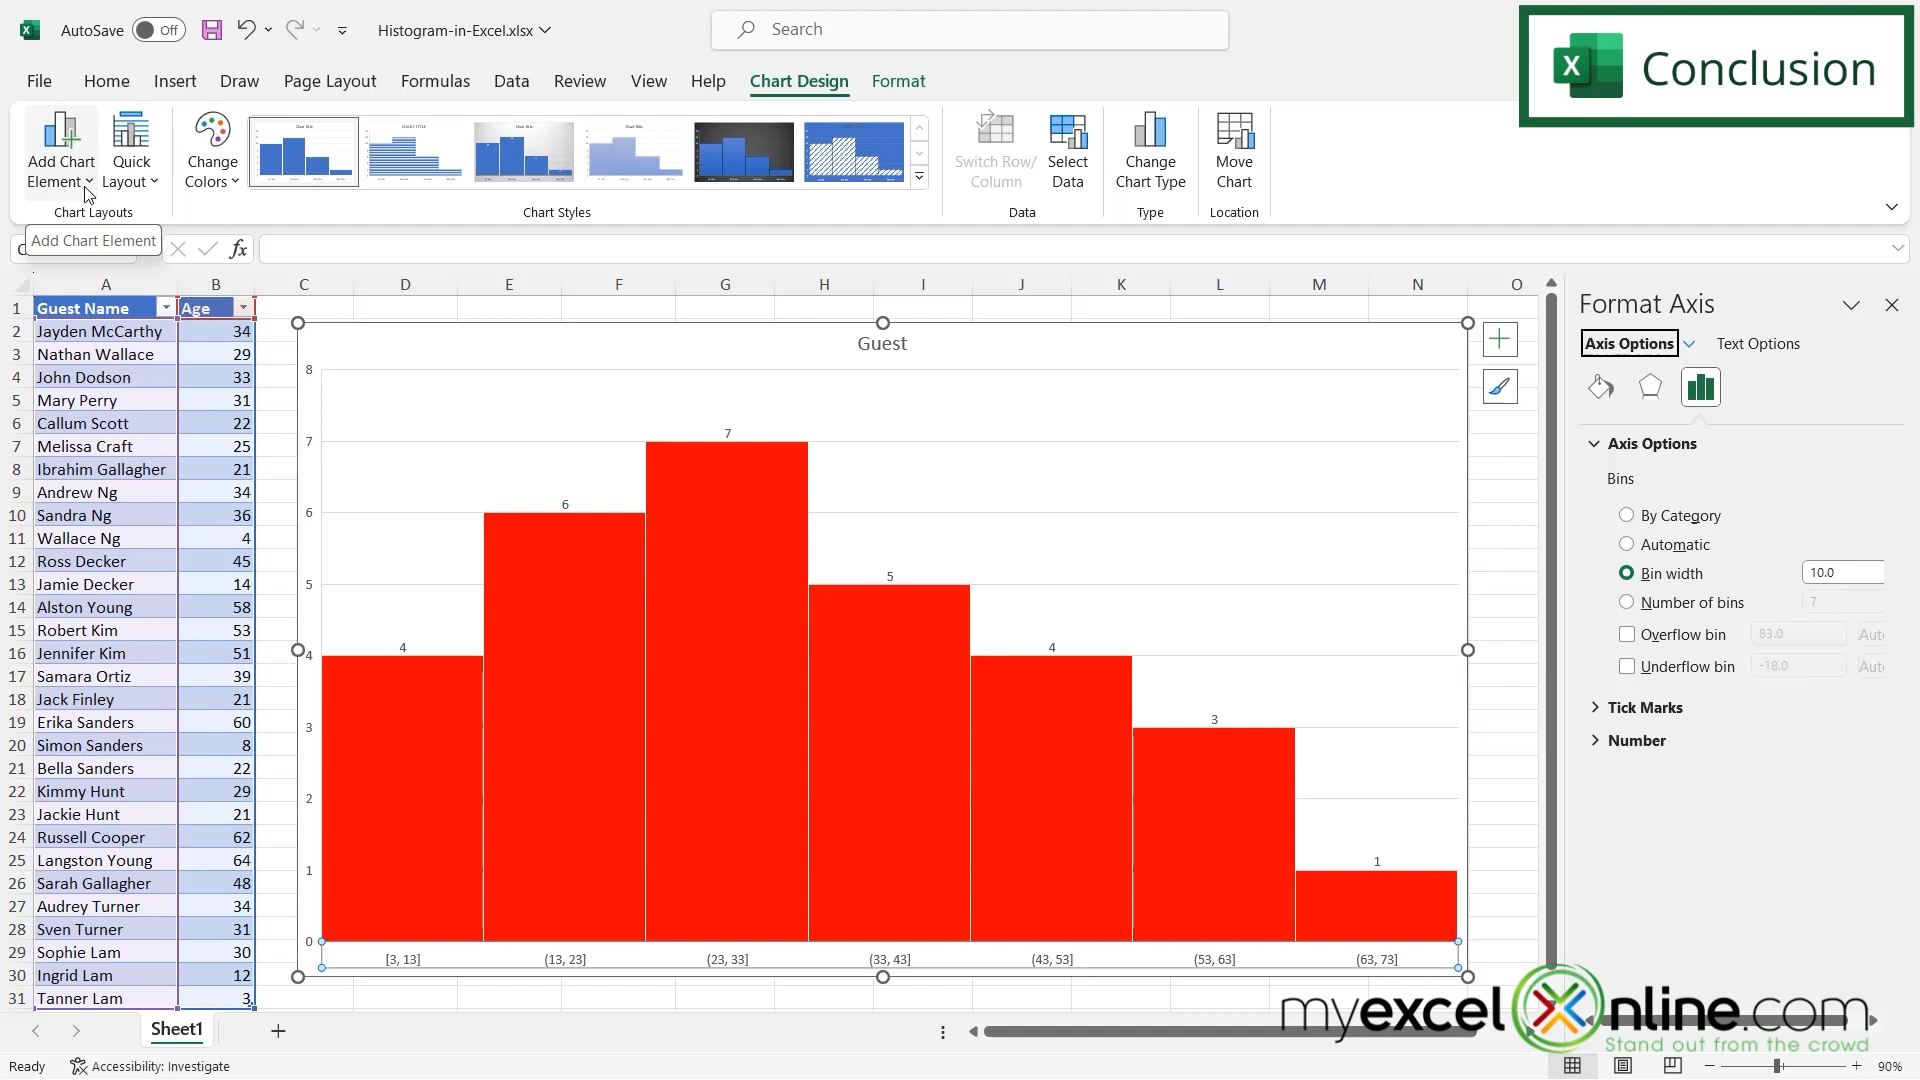 AutoSave Off Histogram-in-Excel.xlsx Search
X Conclusion
File Home Insert Draw Page Layout Formulas Data Review View Help Chart Design Format
Add Chart Element Quick Layout Change Colors Switch Row/Column Select Data Change Chart Type Move Chart
Chart Layouts Chart Styles Data Type Location
Add Chart Element fx
A B C D E F G H I J K L M N O
1 Guest Name Age
2 Jayden McCarthy 34
3 Nathan Wallace 29
4 John Dodson 33
5 Mary Perry 31
6 Callum Scott 22
7 Melissa Craft 25
8 Ibrahim Gallagher 21
9 Andrew Ng 34
10 Sandra Ng 36
11 Wallace Ng 4
12 Ross Decker 45
13 Jamie Decker 14
14 Alston Young 58
15 Robert Kim 53
16 Jennifer Kim 51
17 Samara Ortiz 39
18 Jack Finley 21
19 Erika Sanders 60
20 Simon Sanders 8
21 Bella Sanders 22
22 Kimmy Hunt 29
23 Jackie Hunt 21
24 Russell Cooper 62
25 Langston Young 64
26 Sarah Gallagher 48
27 Audrey Turner 34
28 Sven Turner 31
29 Sophie Lam 30
30 Ingrid Lam 12
31 Tanner Lam 3
Guest
8
7
6
5
4
3
2
1
0
4 6 7 5 4 3 1
[3, 13] (13, 23] (23, 33] (33, 43] (43, 53] (53, 63] (63, 73]
Format Axis
Axis Options Text Options
Axis Options
Bins
By Category
Automatic
Bin width 10.0
Number of bins 7
Overflow bin 83.0 Auto
Underflow bin -18.0 Auto
Tick Marks
Number
Sheet1
myexcelonline.com
Stand out from the crowd
Ready Accessibility: Investigate 90%